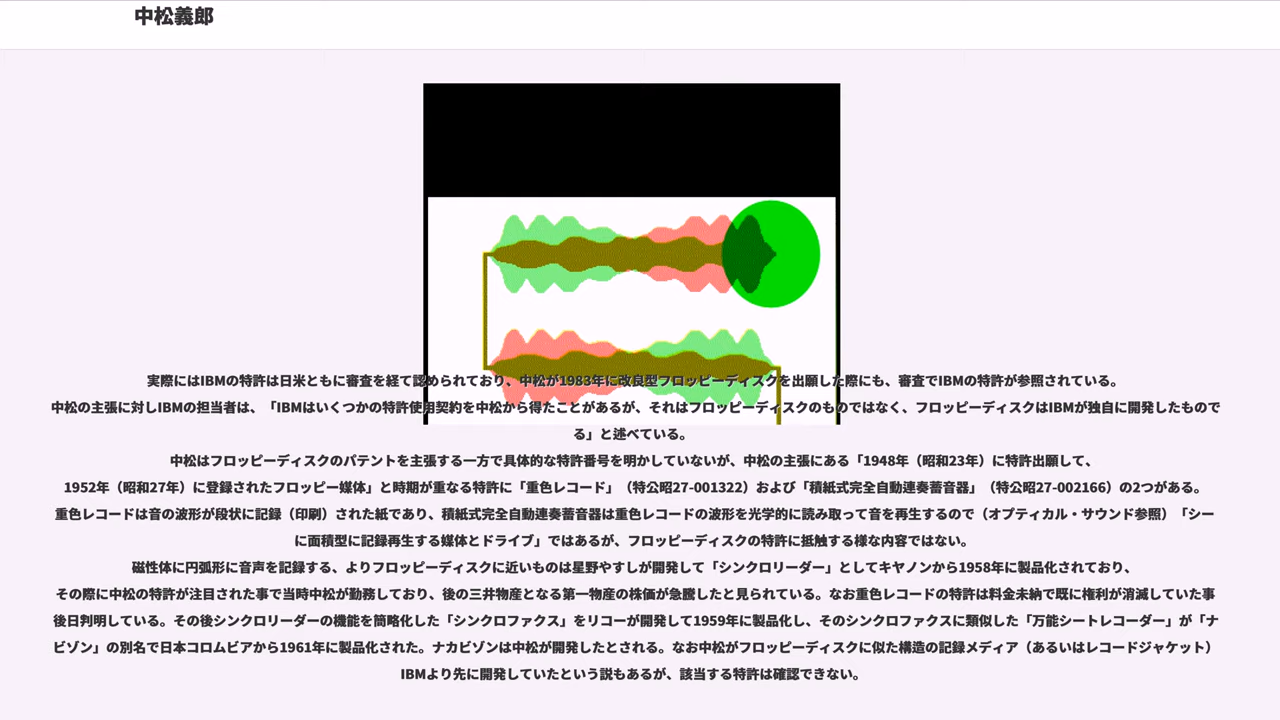 中松義郎
実際にはIBMの特許は日米ともに審査を経て認められており、中松が1983年に改良型フロッピーディスクを出願した際にも、審査でIBMの特許が参照されている。
中松の主張に対しIBMの担当者は、「IBMはいくつかの特許使用契約を中松から得たことがあるが、それはフロッピーディスクのものではなく、フロッピーディスクはIBMが独自に開発したもので
る」と述べている。
中松はフロッピーディスクのパテントを主張する一方で具体的な特許番号を明かしていないが、中松の主張にある「1948年（昭和23年）に特許出願して、
1952年（昭和27年）に登録されたフロッピー媒体」と時期が重なる特許に「重色レコード」（特公昭27-001322）および「積紙式完全自動連奏蓄音器」（特公昭27-002166）の2つがある。
重色レコードは音の波形が段状に記録（印刷）された紙であり、積紙式完全自動連奏蓄音器は重色レコードの波形を光学的に読み取って音を再生するので（オプティカル・サウンド参照）「シー
に面積型に記録再生する媒体とドライブ」ではあるが、フロッピーディスクの特許に抵触する様な内容ではない。
磁性体に円弧形に音声を記録する、よりフロッピーディスクに近いものは星野やすしが開発して「シンクロリーダー」としてキヤノンから1958年に製品化されており、
その際に中松の特許が注目された事で当時中松が勤務しており、後の三井物産となる第一物産の株価が急騰したと見られている。なお重色レコードの特許は料金未納で既に権利が消滅していた事
後日判明している。その後シンクロリーダーの機能を簡略化した「シンクロファクス」をリコーが開発して1959年に製品化し、そのシンクロファクスに類似した「万能シートレコーダー」が「ナ
ビゾン」の別名で日本コロムビアから1961年に製品化された。ナカビゾンは中松が開発したとされる。なお中松がフロッピーディスクに似た構造の記録メディア（あるいはレコードジャケット）
IBMより先に開発していたという説もあるが、該当する特許は確認できない。